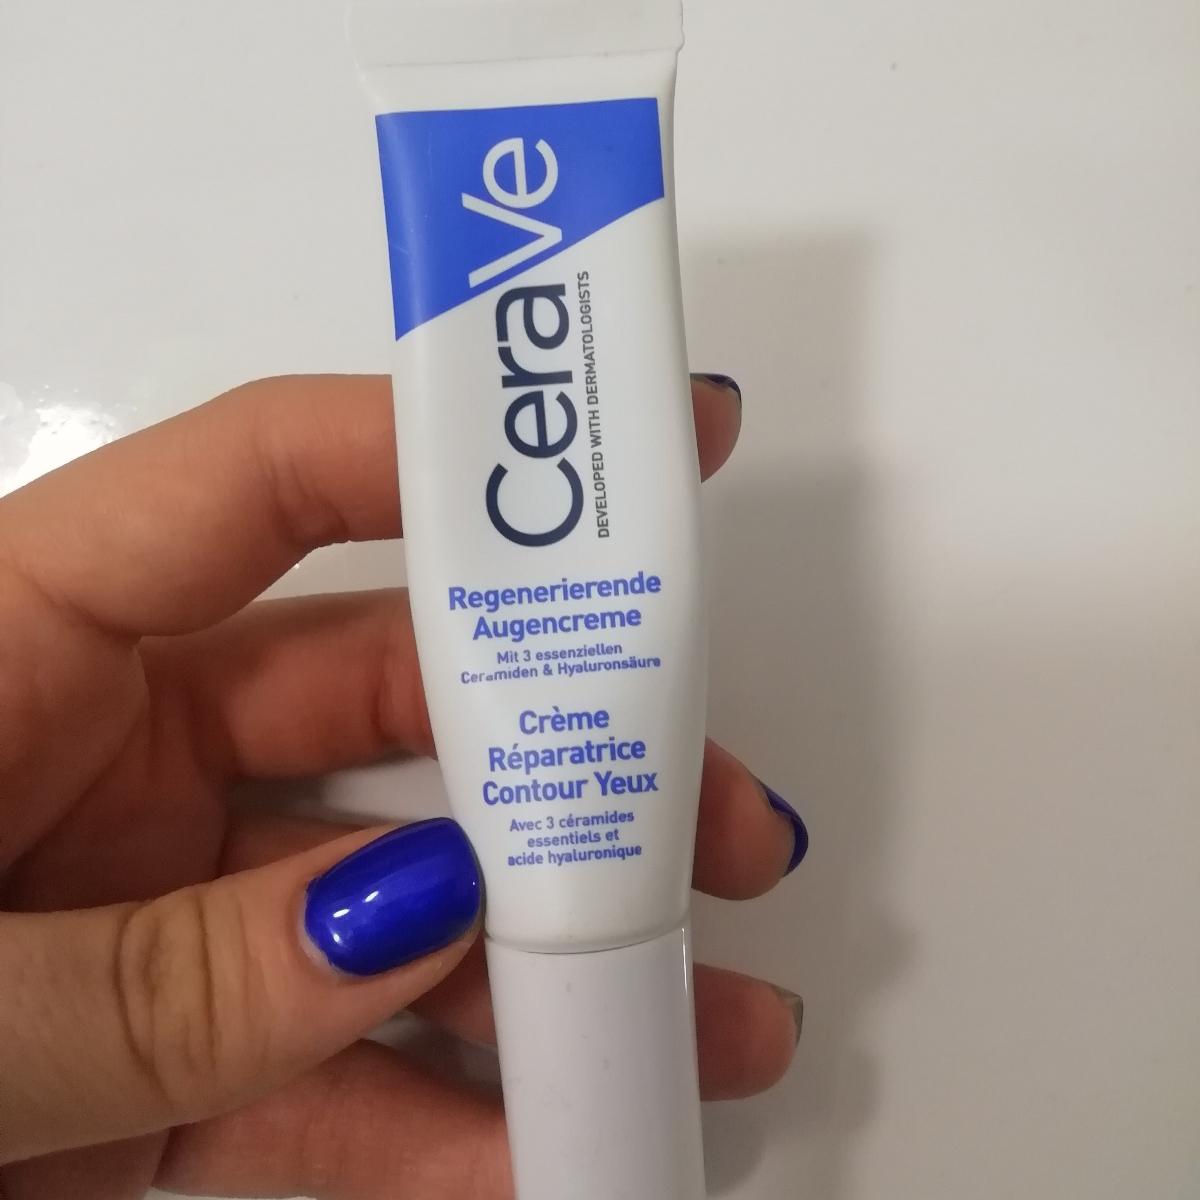 CeraVe
DEVELOPED WITH DERMATOLOGISTS
Regenerierende
Augencreme
Mit 3 essenziellen
Ceramiden & Hyaluronsäure
Crème
Réparatrice
Contour Yeux
Avec 3 céramides
essentiels et
acide hyaluronique